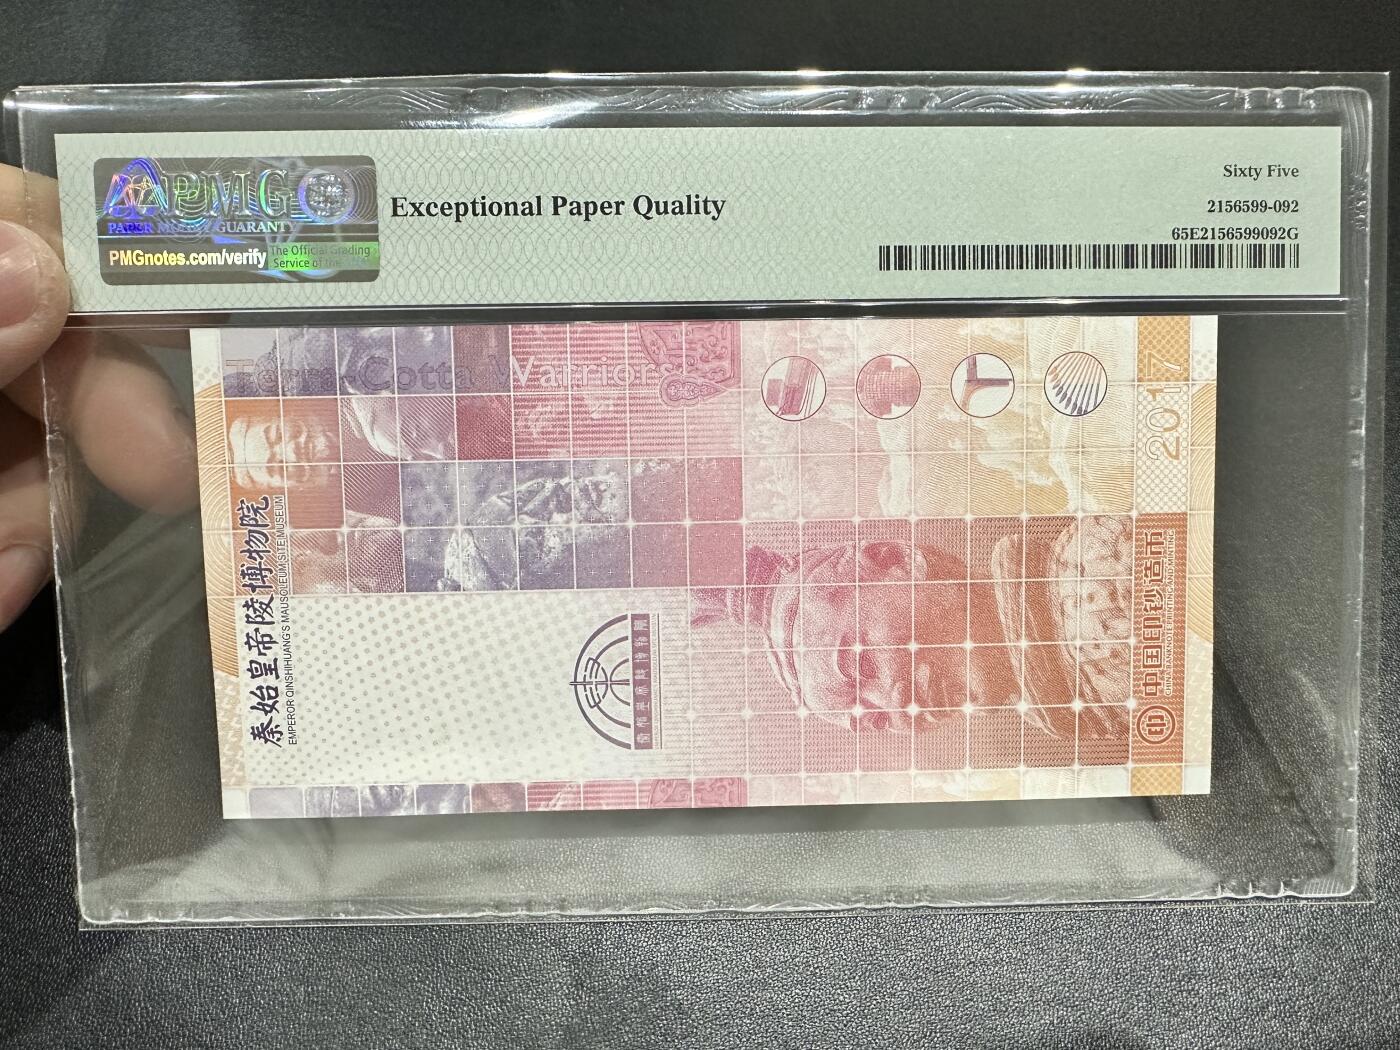 PMG
PAPER MONEY GUARANTY
PMGnotes.com/verify
The Official Grading
Service of the
Exceptional Paper Quality
Sixty Five
2156599-092
65E2156599092G
Terra-Cotta Warriors
2017
秦始皇帝陵博物院
EMPEROR QINSHIHUANG'S MAUSOLEUM SITE MUSEUM
中国印钞造币
CHINA BANKNOTE PRINTING AND MINTING